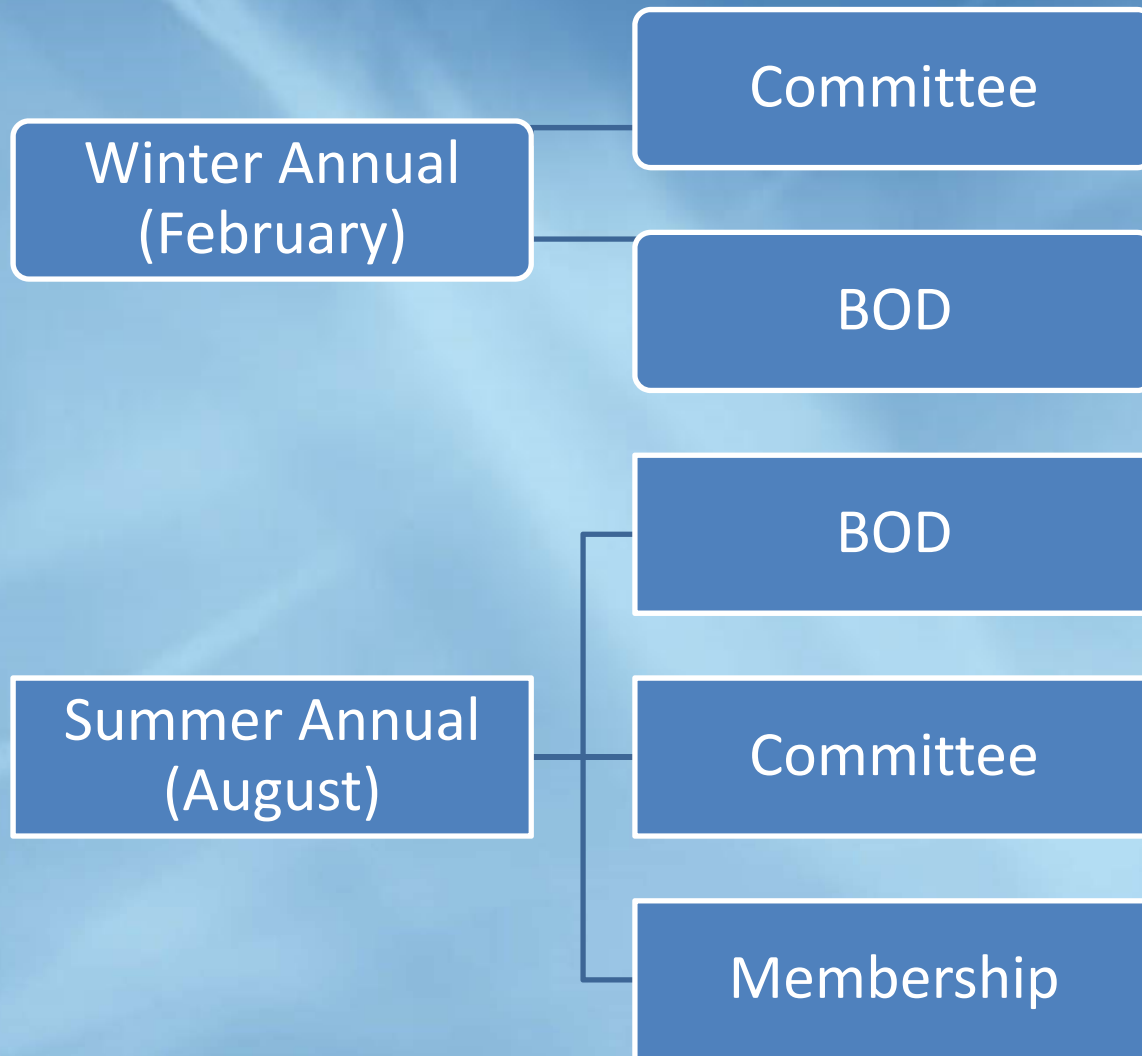 Winter Annual
(February)
Committee
BOD
Summer Annual
(August)
BOD
Committee
Membership